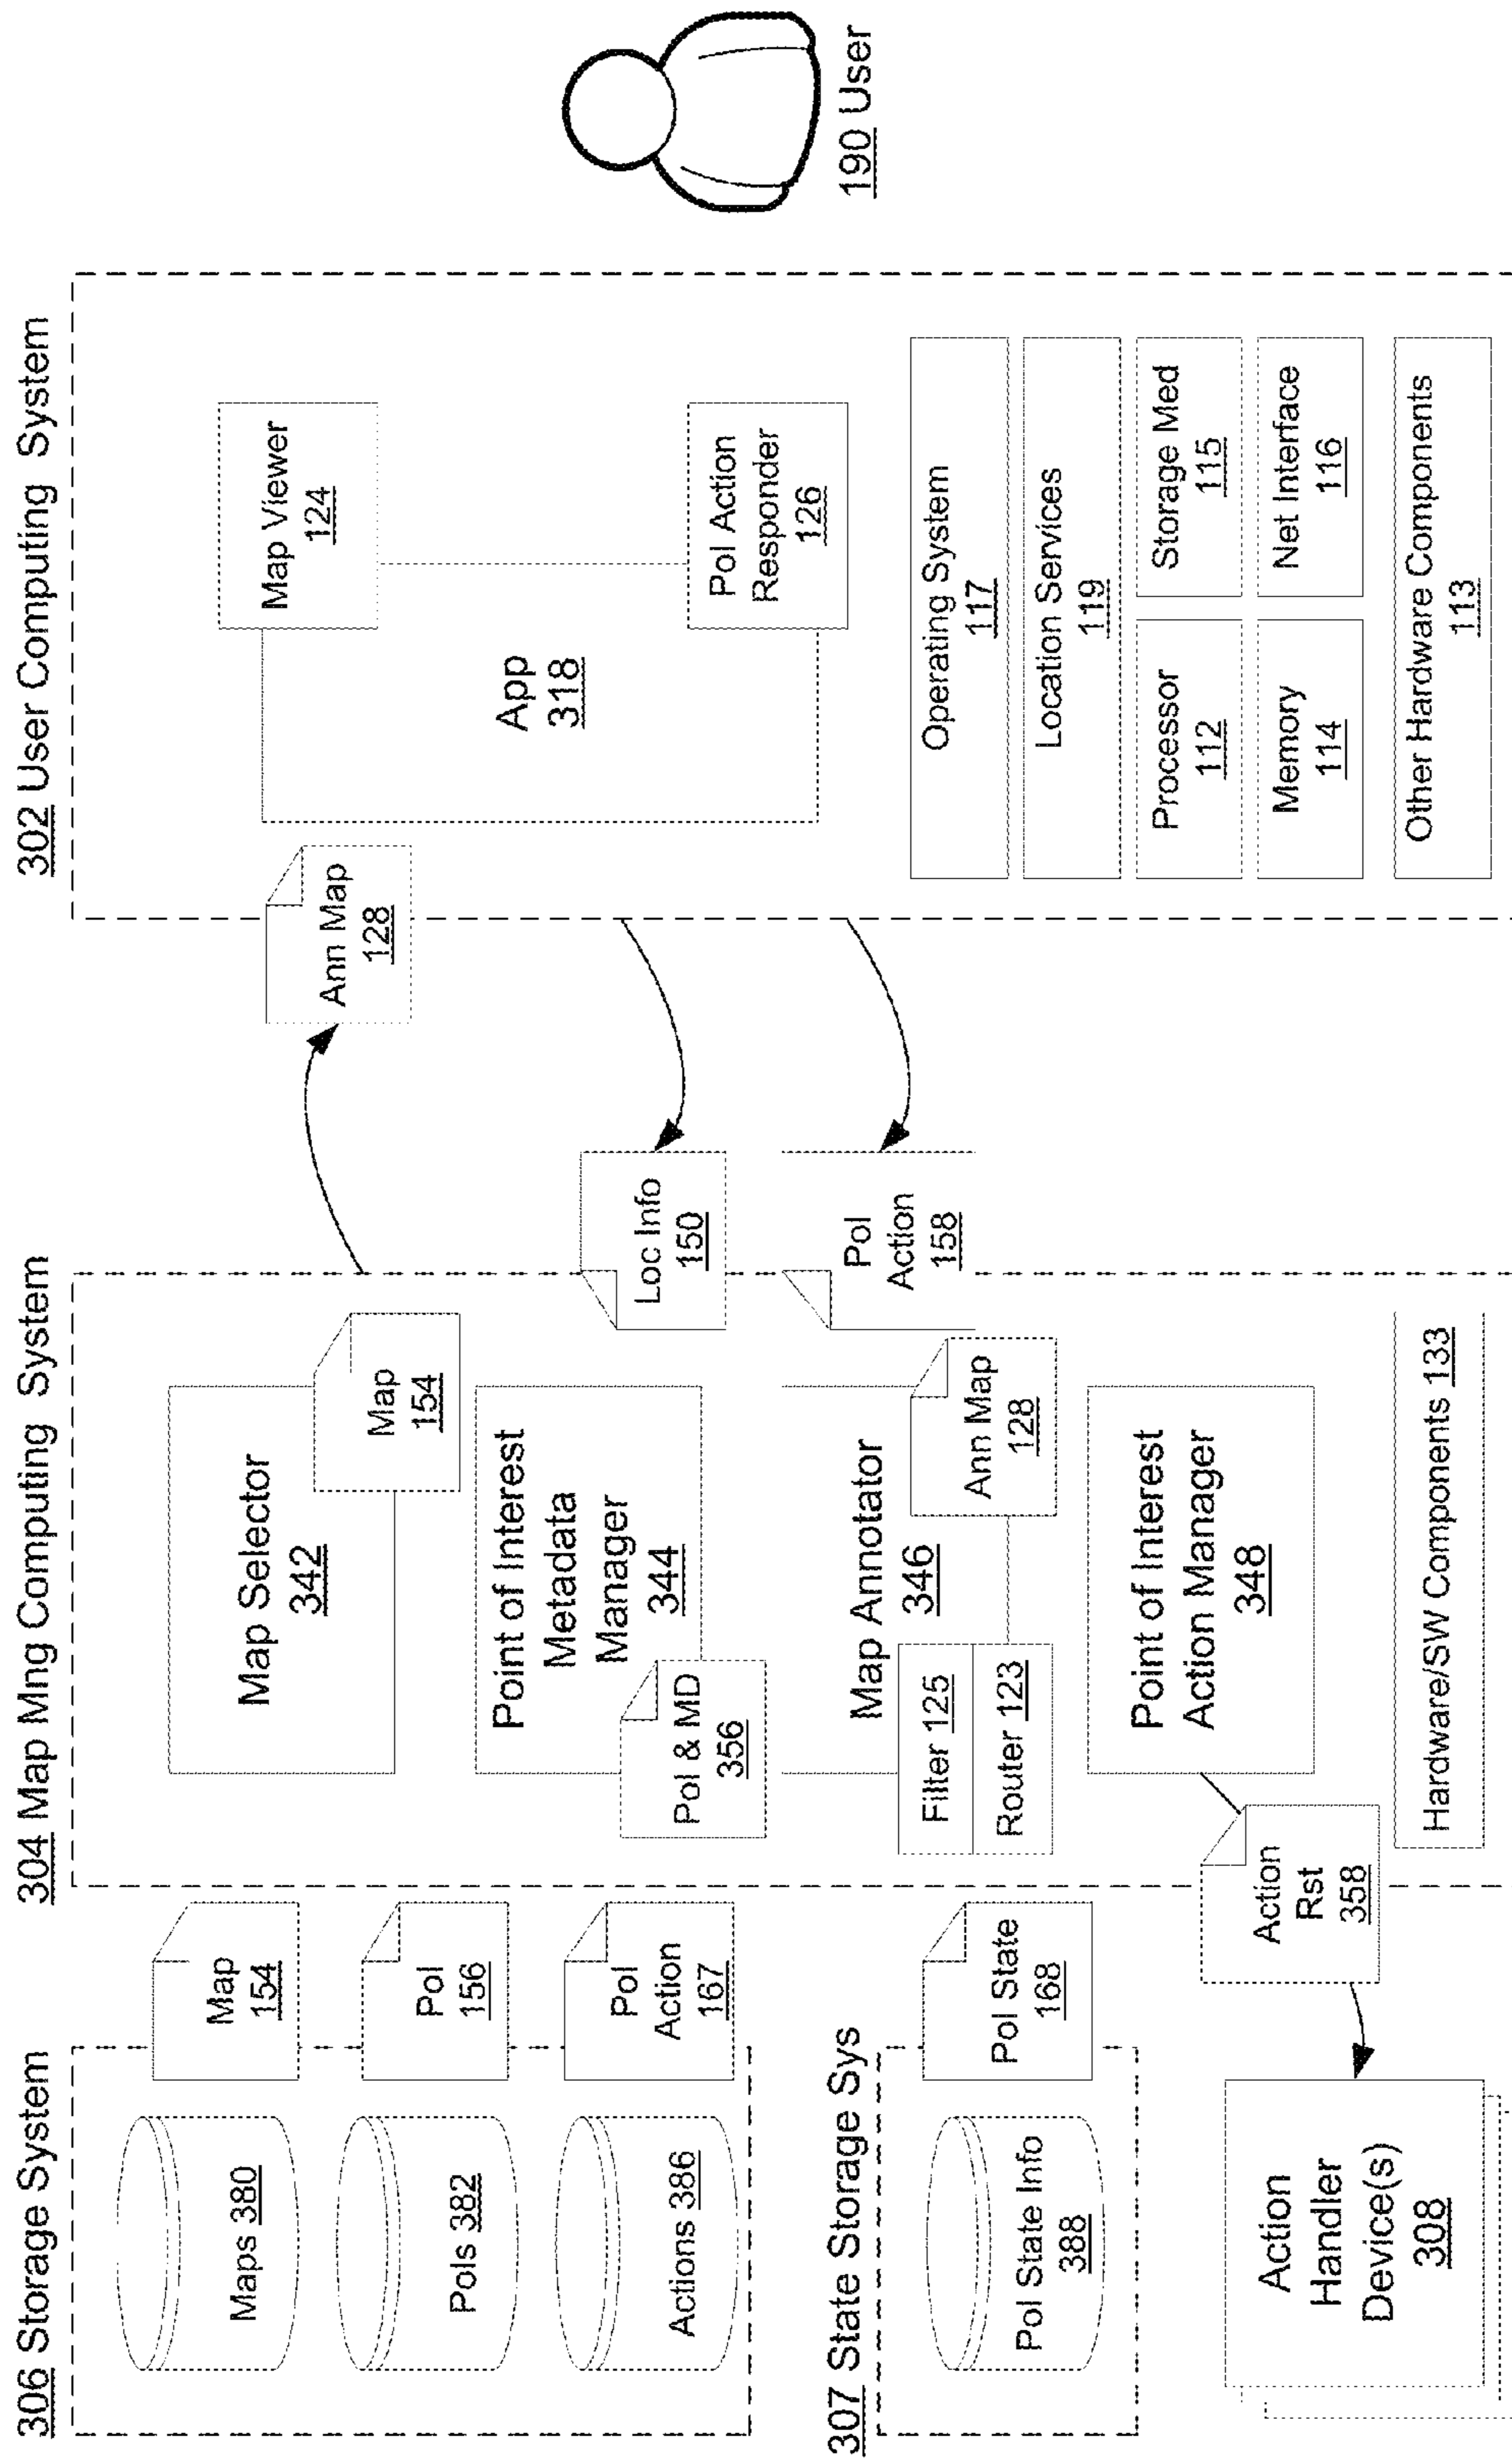 306 Storage System
Maps 380
PoIs 382
Actions 386
Map
154
PoI
156
PoI
Action
167
307 State Storage Sys
PoI State Info
388
PoI State
168
Action
Handler
Device(s)
308
304 Map Mng Computing System
Map Selector
342
Map
154
Point of Interest
Metadata
Manager
344
PoI & MD
356
Map Annotator
346
Filter 125
Router 123
Ann Map
128
Point of Interest
Action Manager
348
Action
Rst
358
Hardware/SW Components 133
Loc Info
150
PoI
Action
158
Ann Map
128
302 User Computing System
App
318
Map Viewer
124
PoI Action
Responder
126
Operating System
117
Location Services
119
Processor
112
Storage Med
115
Memory
114
Net Interface
116
Other Hardware Components
113
190 User